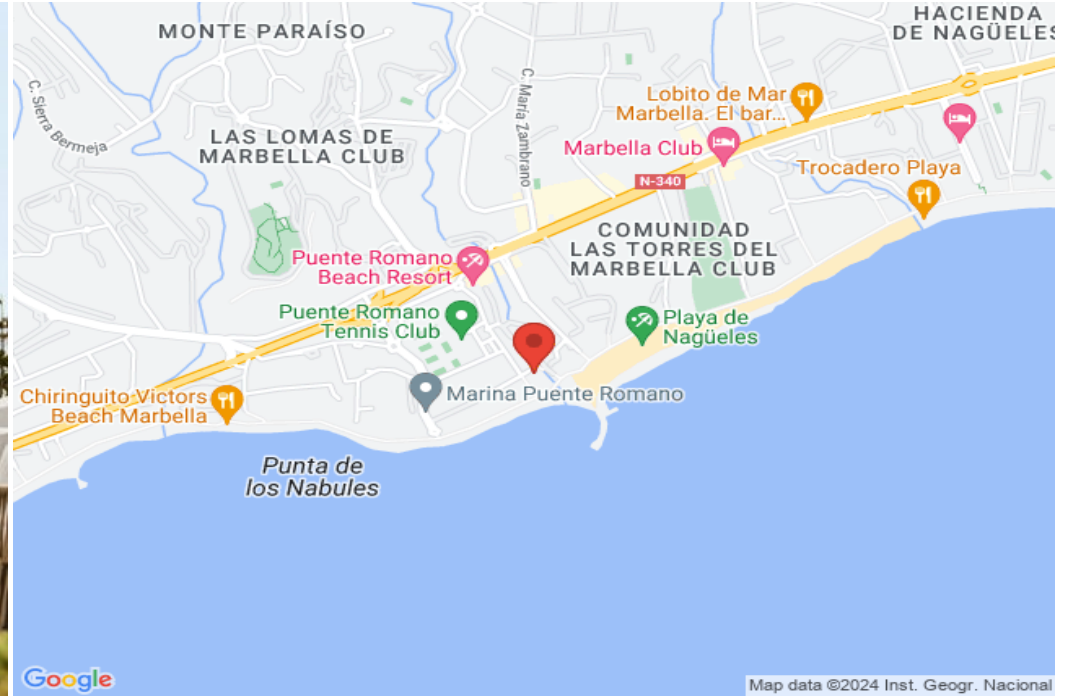 MONTE PARAÍSO
HACIENDA
DE NAGÜELES
C. Sierra Bermeja
C. María Zambrano
Lobito de Mar
Marbella. El bar...
LAS LOMAS DE
MARBELLA CLUB
Marbella Club
N-340
Trocadero Playa
COMUNIDAD
LAS TORRES DEL
MARBELLA CLUB
Puente Romano
Beach Resort
Puente Romano
Tennis Club
Playa de
Nagüeles
Marina Puente Romano
Chiringuito Victors
Beach Marbella
Punta de
los Nabules
Google
Map data ©2024 Inst. Geogr. Nacional